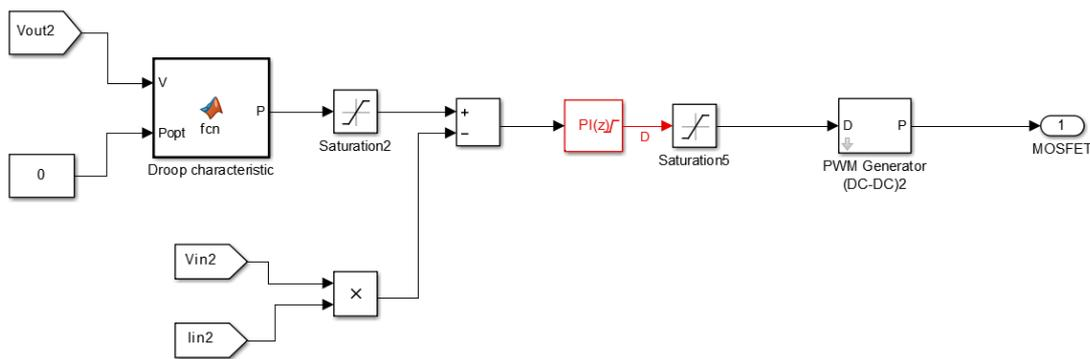 Vout2
V
fcn
P
Popt
0
Droop characteristic
Saturation2
+
−
PI(z)
D
Saturation5
D
P
PWM Generator
(DC-DC)2
1
MOSFET
Vin2
×
Iin2